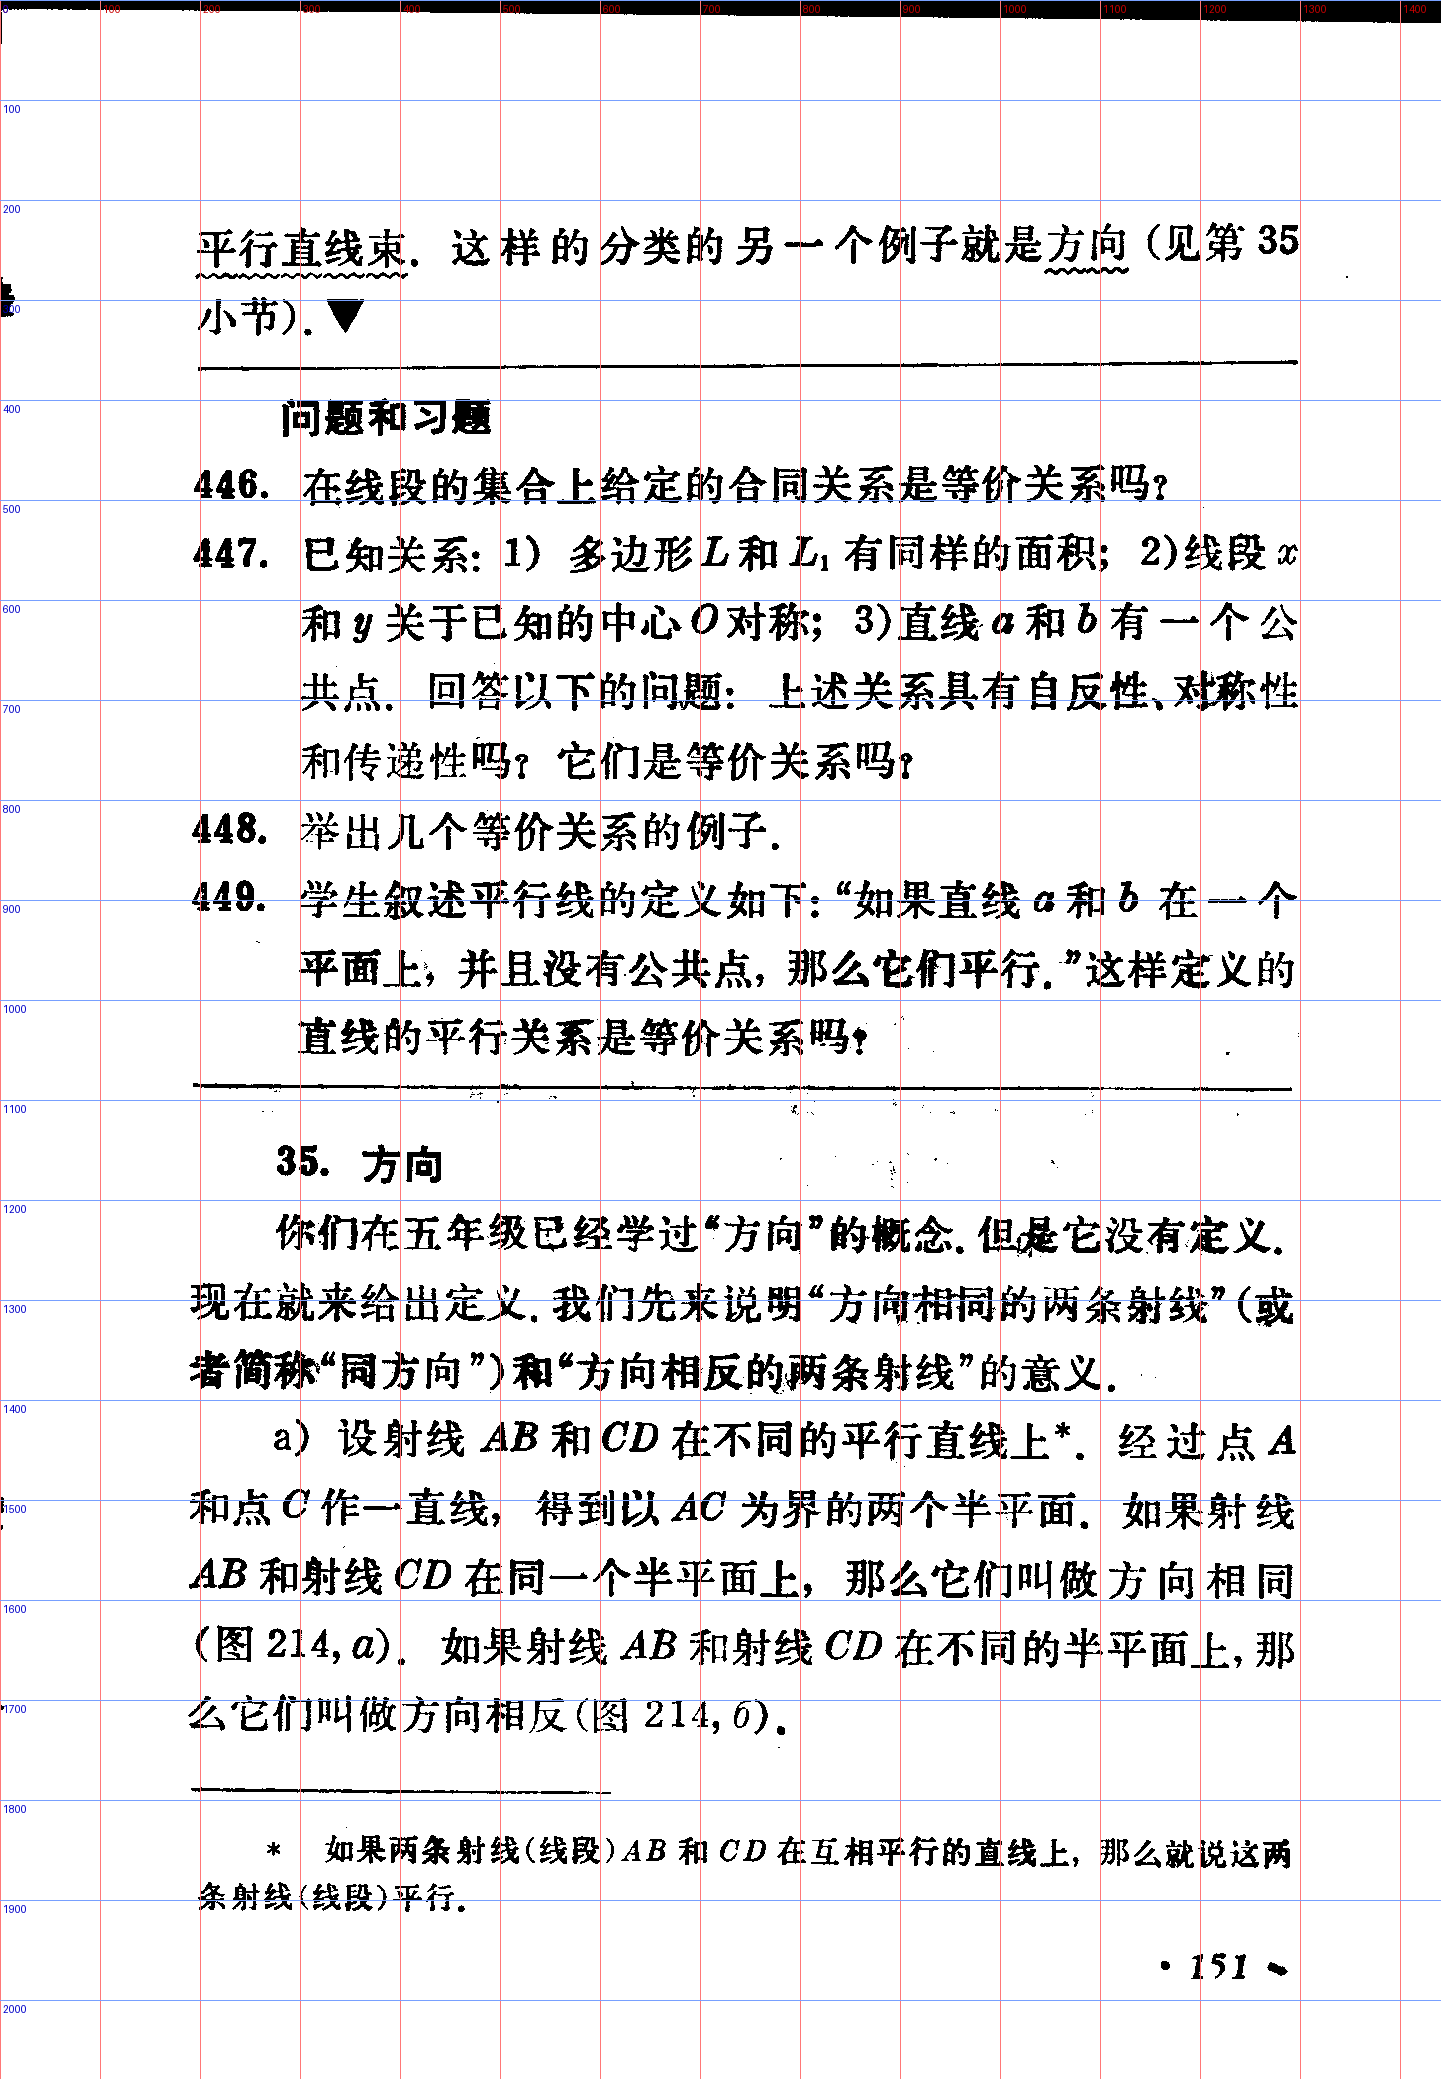 平行直线束．这样的分类的另一个例子就是方向（见第 35
小节）．▼
问题和习题
446. 在线段的集合上给定的合同关系是等价关系吗？
447. 已知关系：1) 多边形 L 和 L₁ 有同样的面积；2)线段 x
和 y 关于已知的中心 O 对称；3)直线 a 和 b 有一个公
共点．回答以下的问题：上述关系具有自反性、对称性
和传递性吗？它们是等价关系吗？
448. 举出几个等价关系的例子．
449. 学生叙述平行线的定义如下：“如果直线 a 和 b 在一个
平面上，并且没有公共点，那么它们平行．”这样定义的
直线的平行关系是等价关系吗？
35. 方向
你们在五年级已经学过“方向”的概念．但是它没有定义．
现在就来给出定义．我们先来说明“方向相同的两条射线”（或
者简称“同方向”）和“方向相反的两条射线”的意义．
a) 设射线 AB 和 CD 在不同的平行直线上*．经过点 A
和点 C 作一直线，得到以 AC 为界的两个半平面．如果射线
AB 和射线 CD 在同一个半平面上，那么它们叫做方向相同
（图 214, a）．如果射线 AB 和射线 CD 在不同的半平面上，那
么它们叫做方向相反（图 214, б）．
* 如果两条射线（线段）AB 和 CD 在互相平行的直线上，那么就说这两
条射线（线段）平行．
· 151 ·